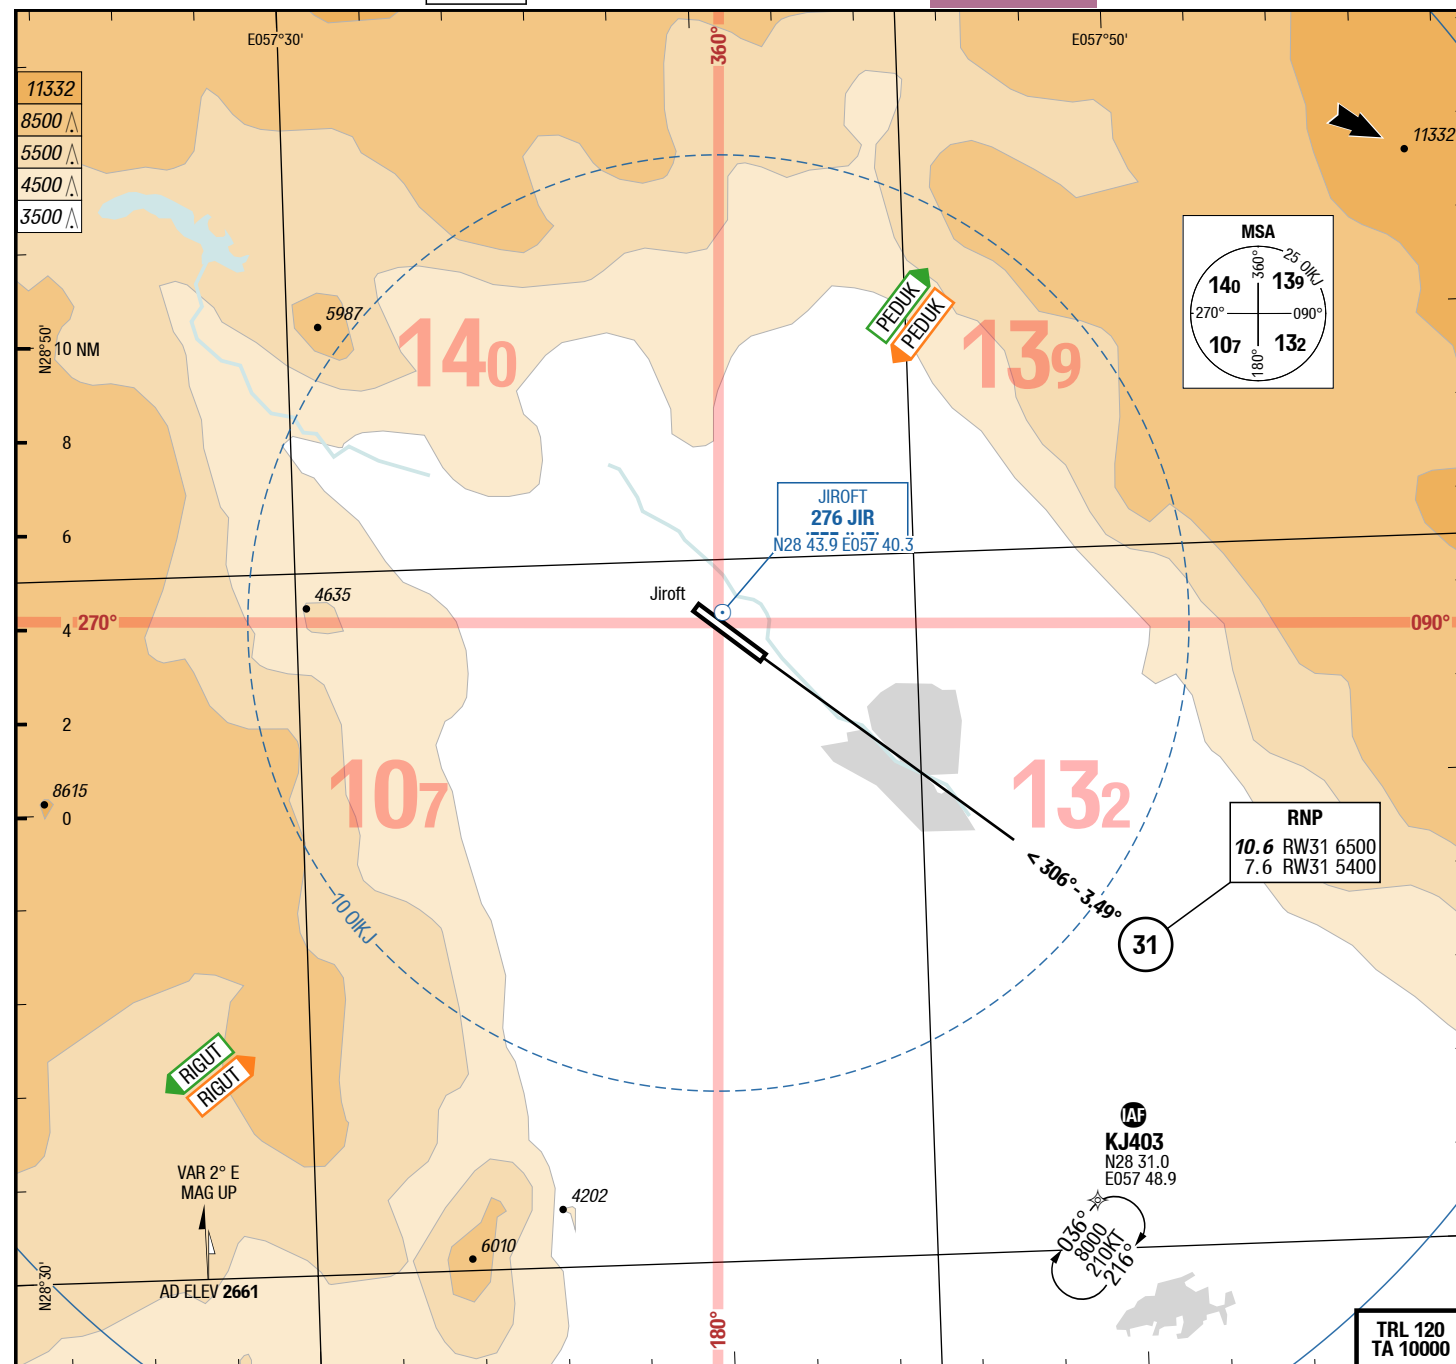 E057°30'
360°
E057°50'
11332
8500
5500
4500
3500
11332
MSA
25 OIKJ
360°
140
139
270°
090°
107
132
180°
5987
140
PEDUK
PEDUK
139
N28°50'
10 NM
8
6
4
2
0
JIROFT
276 JIR
N28 43.9 E057 40.3
Jiroft
4635
270°
090°
8615
107
132
RNP
10.6 RW31 6500
7.6 RW31 5400
< 306° - 3.49°
31
10 OIKJ
RIGUT
RIGUT
IAF
KJ403
N28 31.0
E057 48.9
036°
8000
210KT
216°
VAR 2° E
MAG UP
4202
6010
AD ELEV 2661
N28°30'
180°
TRL 120
TA 10000